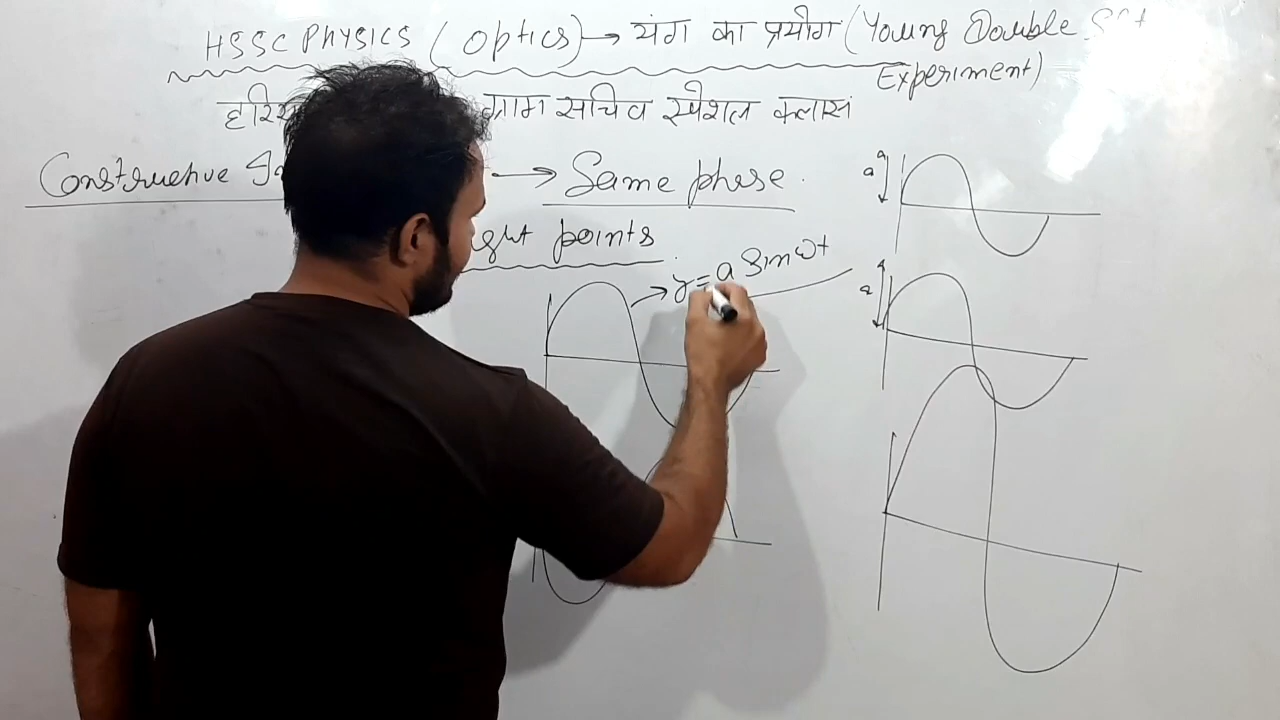 HSSC PHYSICS (Optics) → यंग का प्रयोग (Young Double
Experiment)
ग्राम सचिव स्पेशल क्लास
Constructive → Same phase.
points
y = a sin ωt
a
a